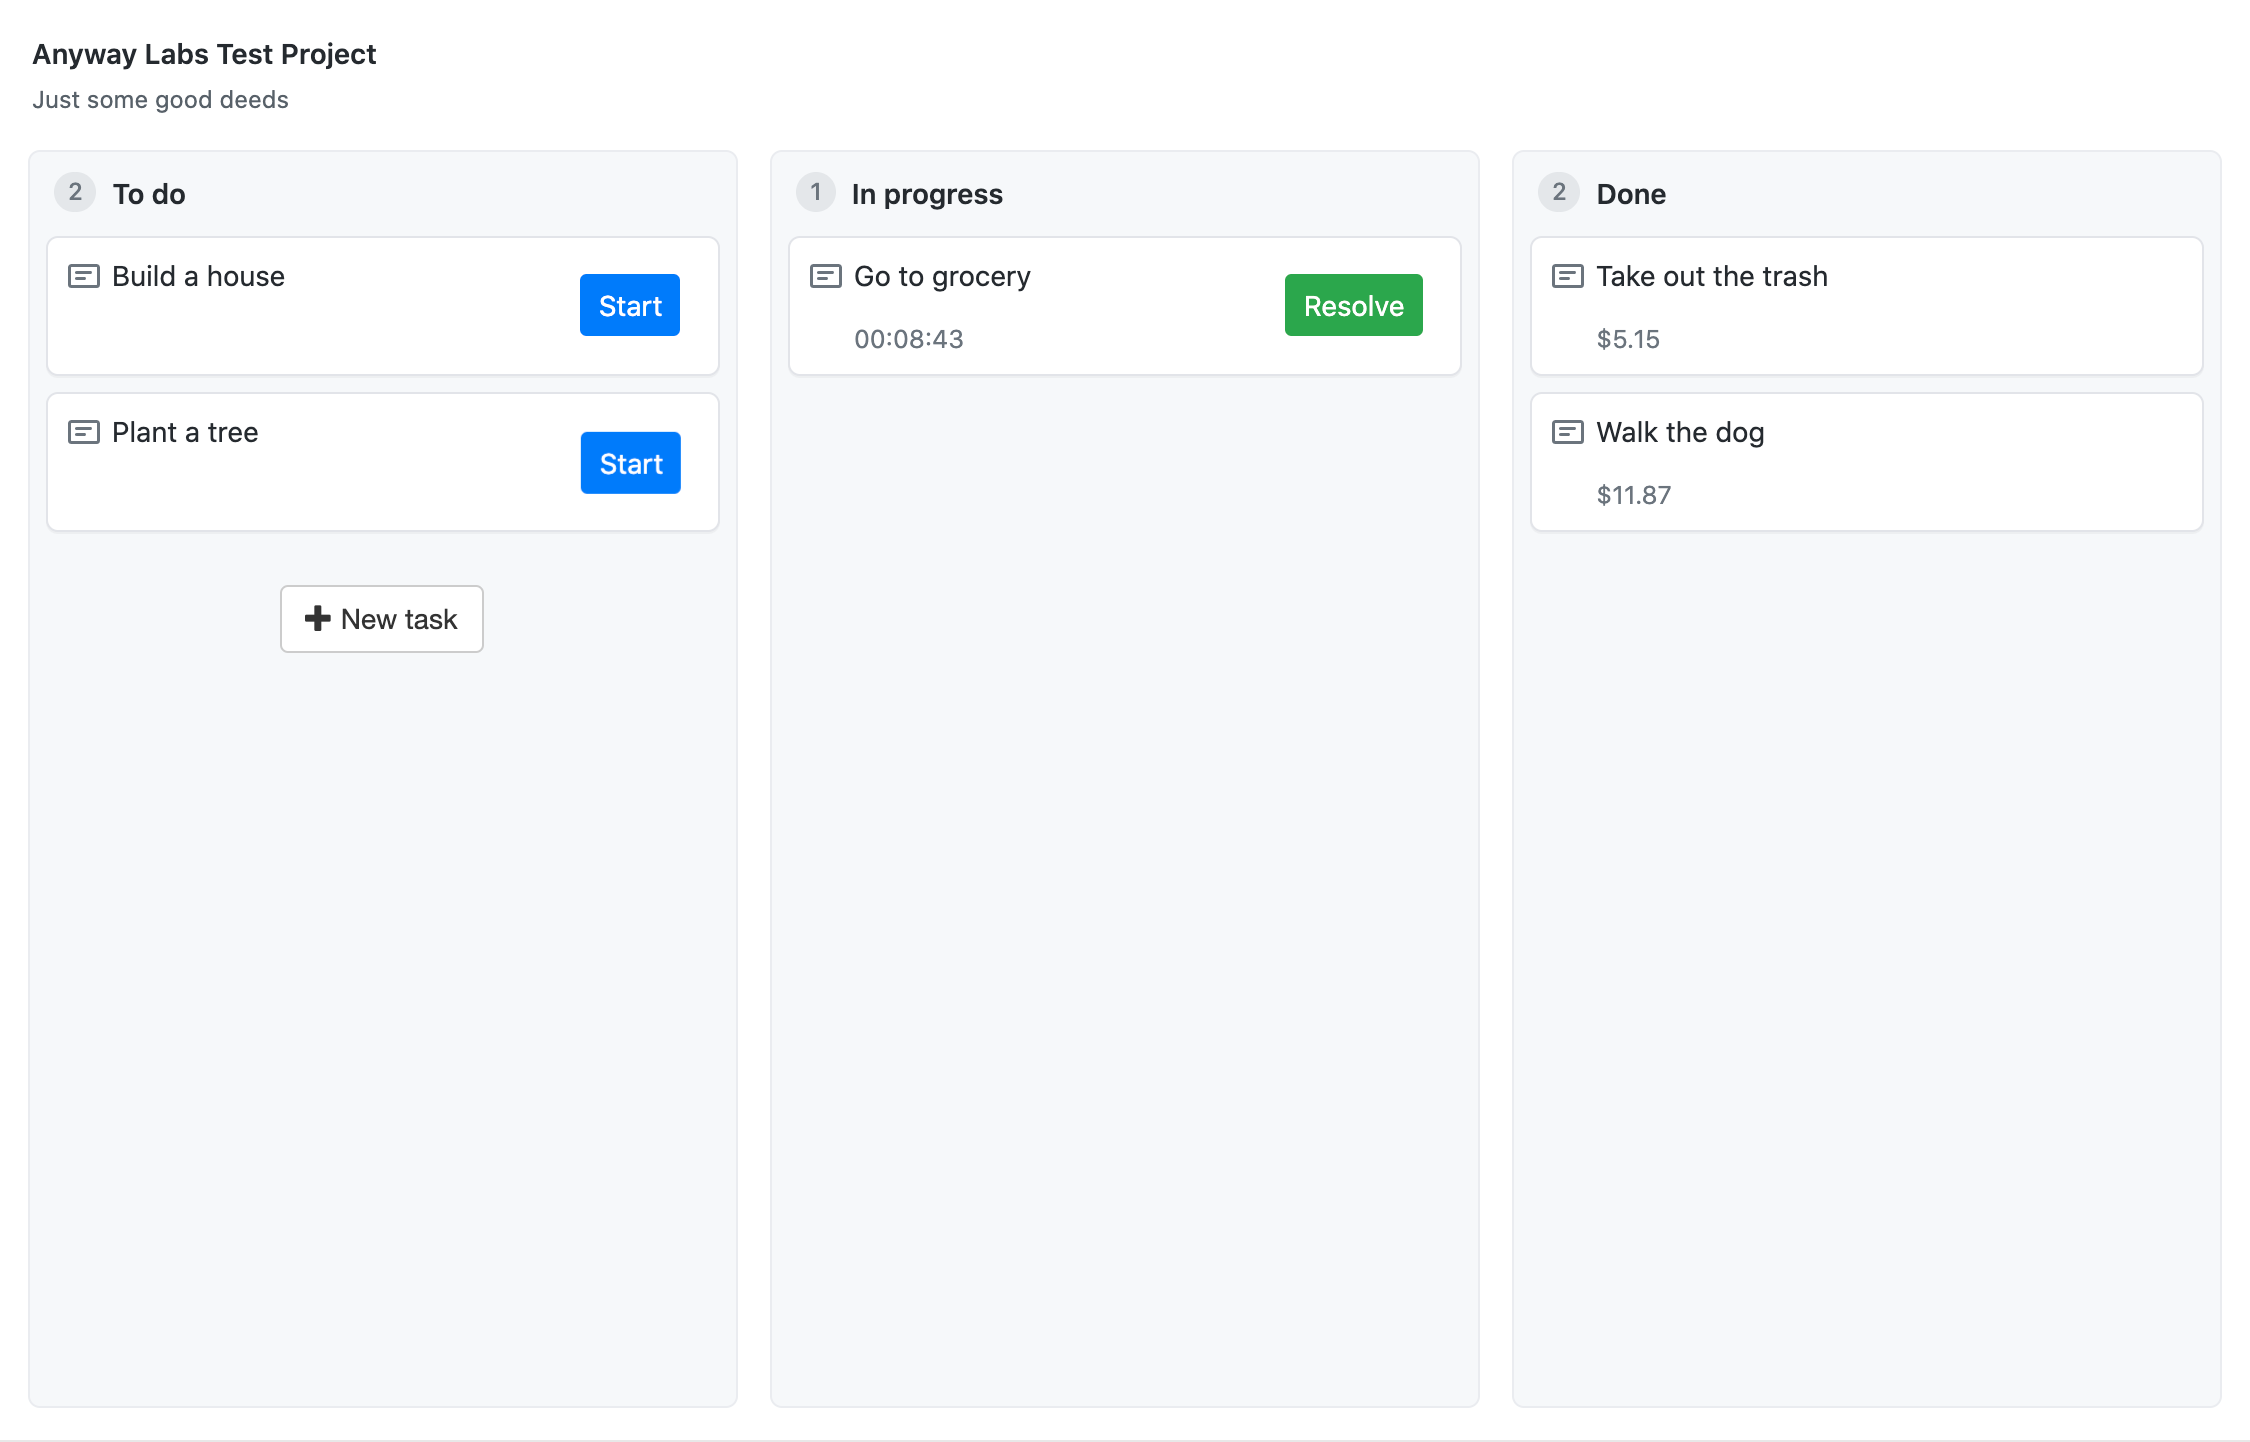 Anyway Labs Test Project
Just some good deeds
2 To do
Build a house
Start
Plant a tree
Start
New task
1 In progress
Go to grocery
00:08:43
Resolve
2 Done
Take out the trash
$5.15
Walk the dog
$11.87